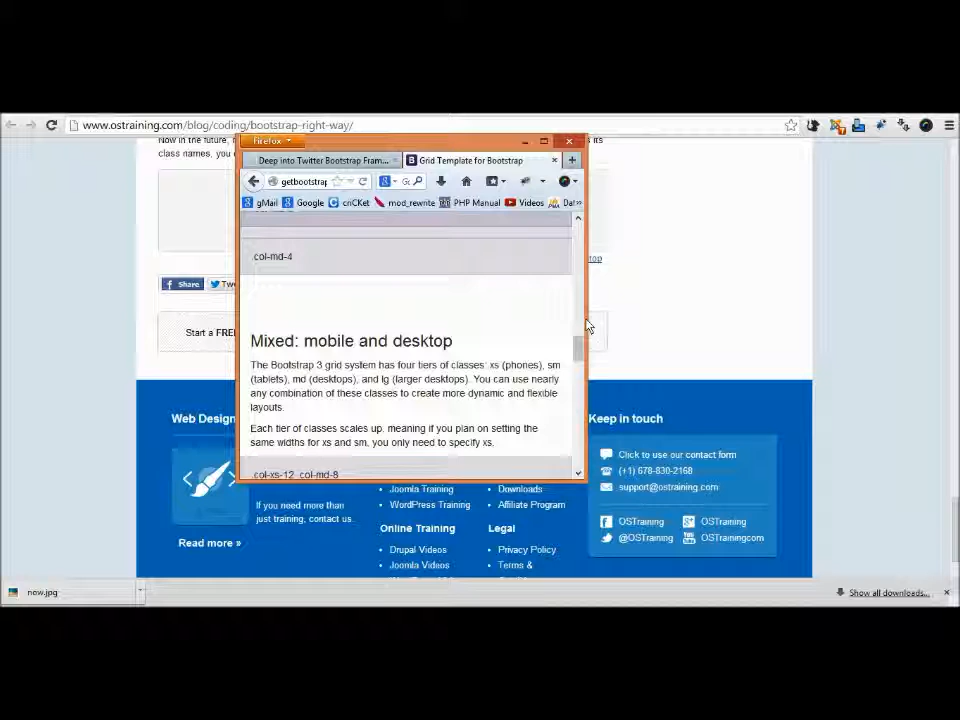 www.ostraining.com/blog/coding/bootstrap-right-way/
Now in the future,
its
class names, you
Firefox
Deep into Twitter Bootstrap Fram...
Grid Template for Bootstrap
getbootstrap
gMail
Google
criCKet
mod_rewrite
PHP Manual
Videos
.col-md-4
top
Share
Start a FREE
Mixed: mobile and desktop
The Bootstrap 3 grid system has four tiers of classes: xs (phones), sm
(tablets), md (desktops), and lg (larger desktops). You can use nearly
any combination of these classes to create more dynamic and flexible
layouts.
Each tier of classes scales up, meaning if you plan on setting the
same widths for xs and sm, you only need to specify xs.
.col-xs-12 .col-md-8
Web Design
If you need more
than just training, contact us.
Read more »
Joomla Training
WordPress Training
Online Training
Drupal Videos
Joomla Videos
Downloads
Affiliate Program
Legal
Privacy Policy
Terms &
Keep in touch
Click to use our contact form
(+1) 678-830-2168
support@ostraining.com
OSTraining
OSTraining
@OSTraining
OSTrainingcom
now.jpg
Show all downloads...